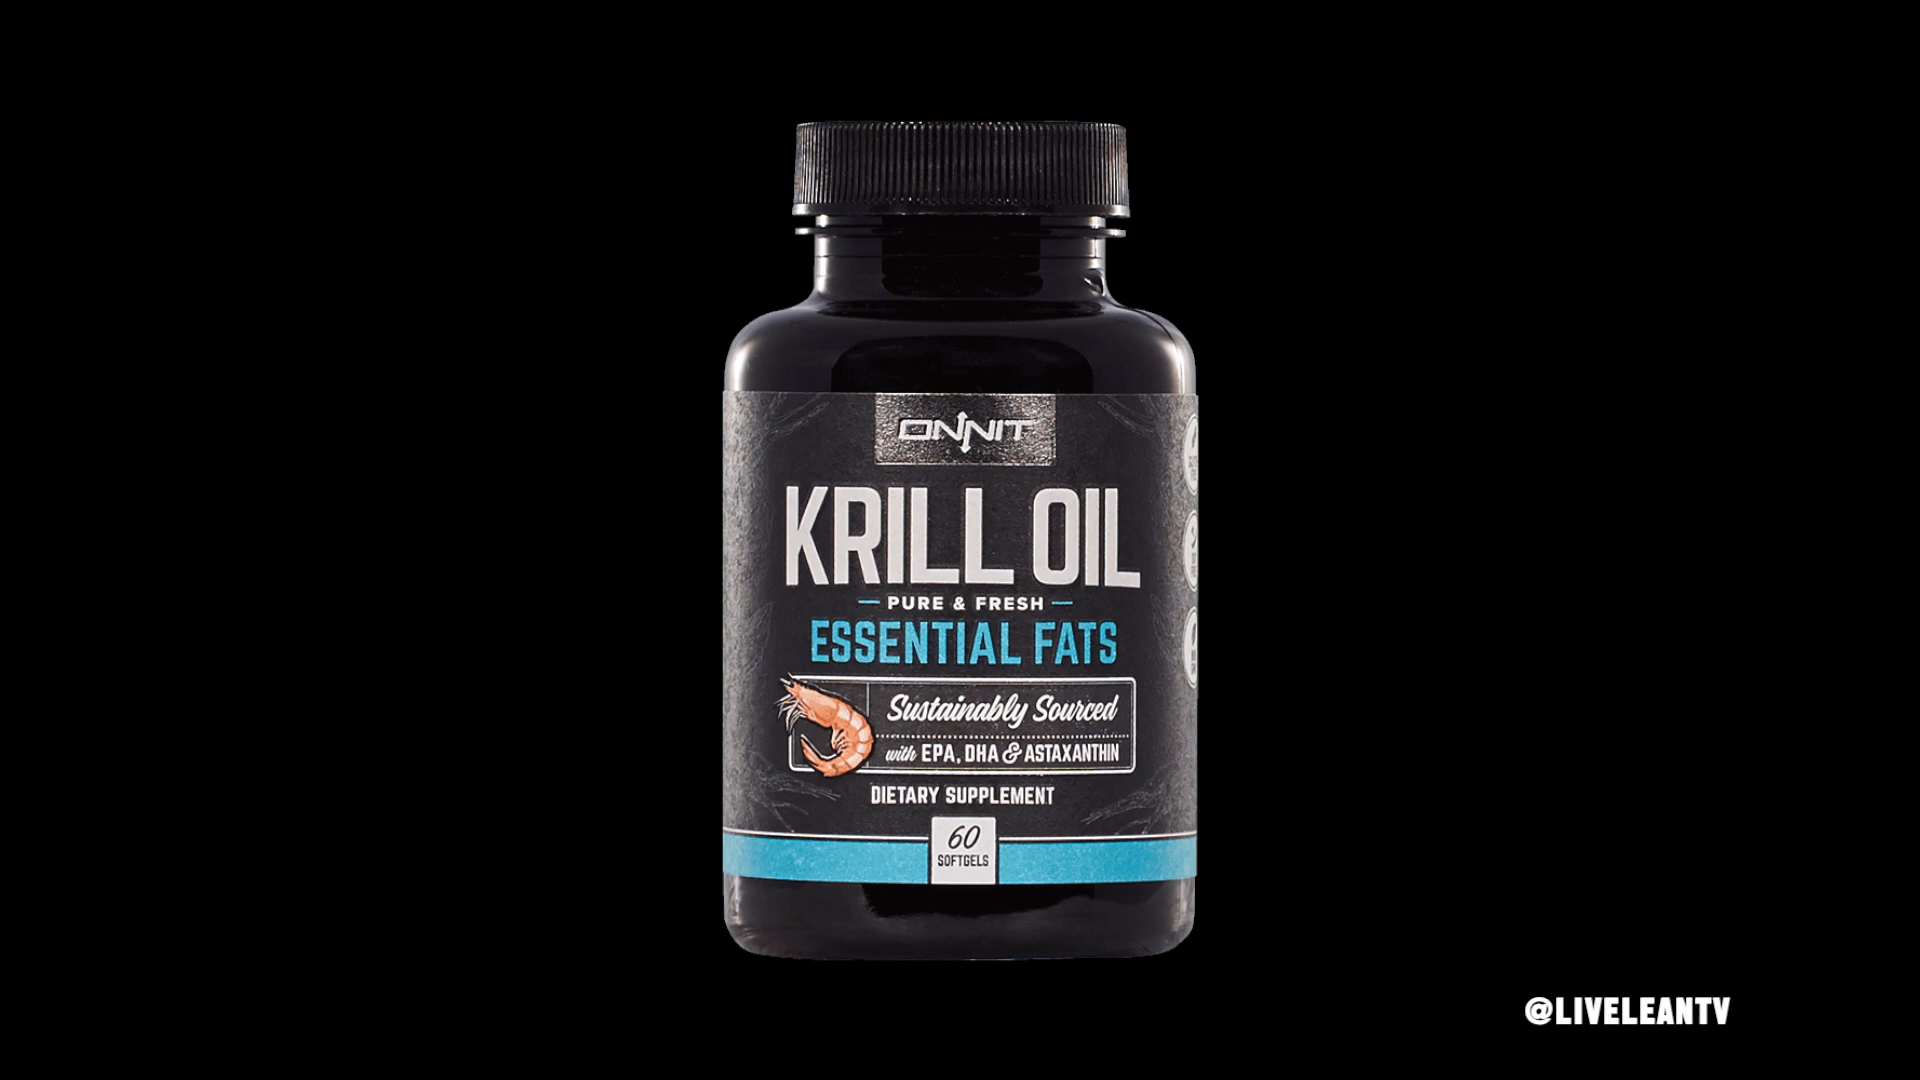 ONNIT
KRILL OIL
PURE & FRESH
ESSENTIAL FATS
Sustainably Sourced
with EPA, DHA & ASTAXANTHIN
DIETARY SUPPLEMENT
60
SOFTGELS
@LIVELEANTV